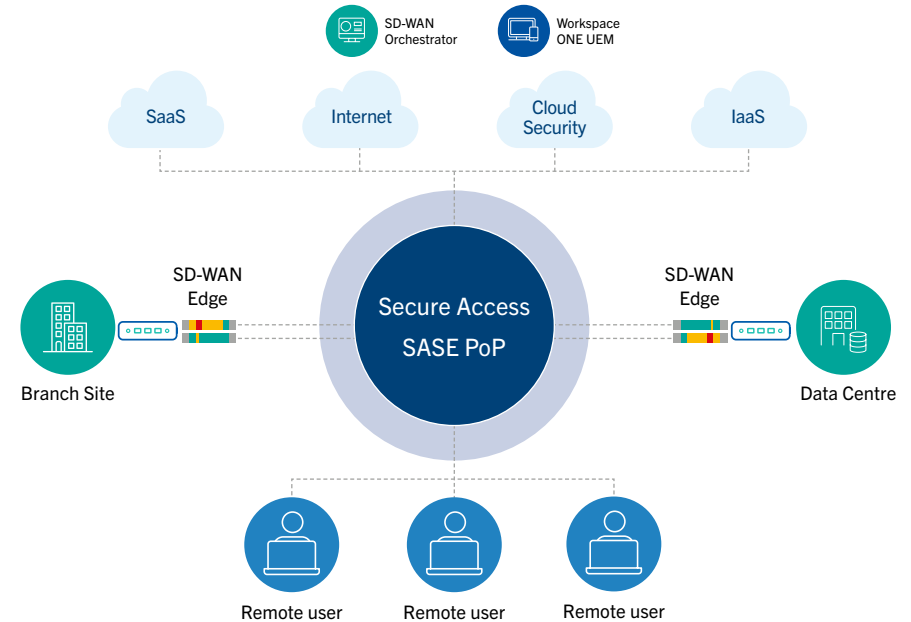 SD-WAN
Orchestrator
Workspace
ONE UEM
SaaS
Internet
Cloud
Security
IaaS
SD-WAN
Edge
SD-WAN
Edge
Secure Access
SASE PoP
Branch Site
Data Centre
Remote user
Remote user
Remote user